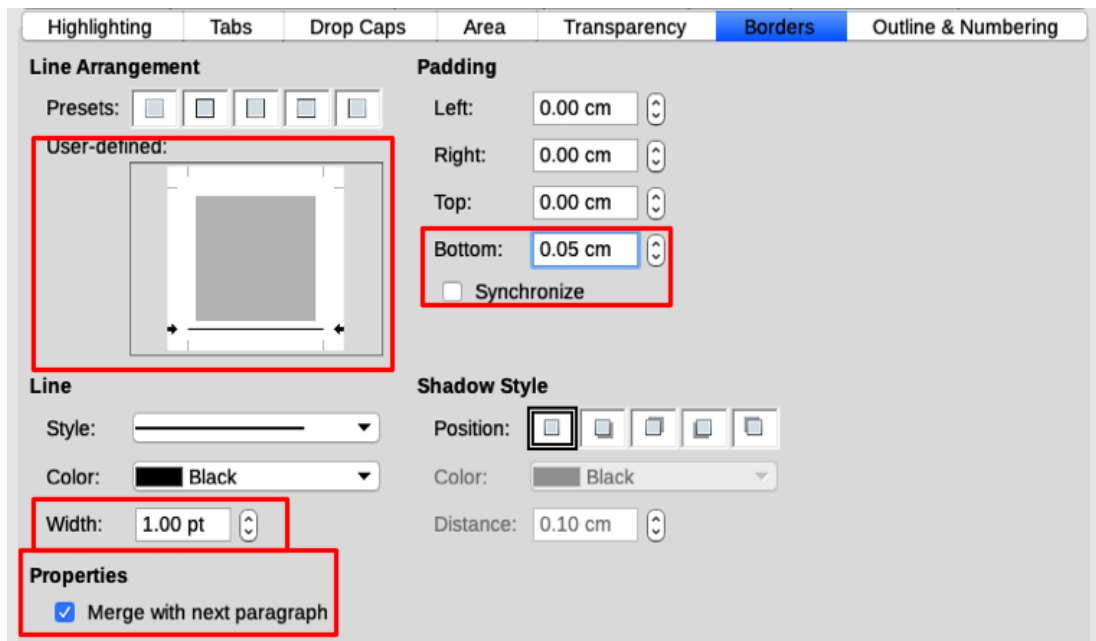 Highlighting Tabs Drop Caps Area Transparency Borders Outline & Numbering
Line Arrangement
Presets:
User-defined:
Padding
Left: 0.00 cm
Right: 0.00 cm
Top: 0.00 cm
Bottom: 0.05 cm
Synchronize
Line
Style:
Color: Black
Width: 1.00 pt
Shadow Style
Position:
Color: Black
Distance: 0.10 cm
Properties
Merge with next paragraph